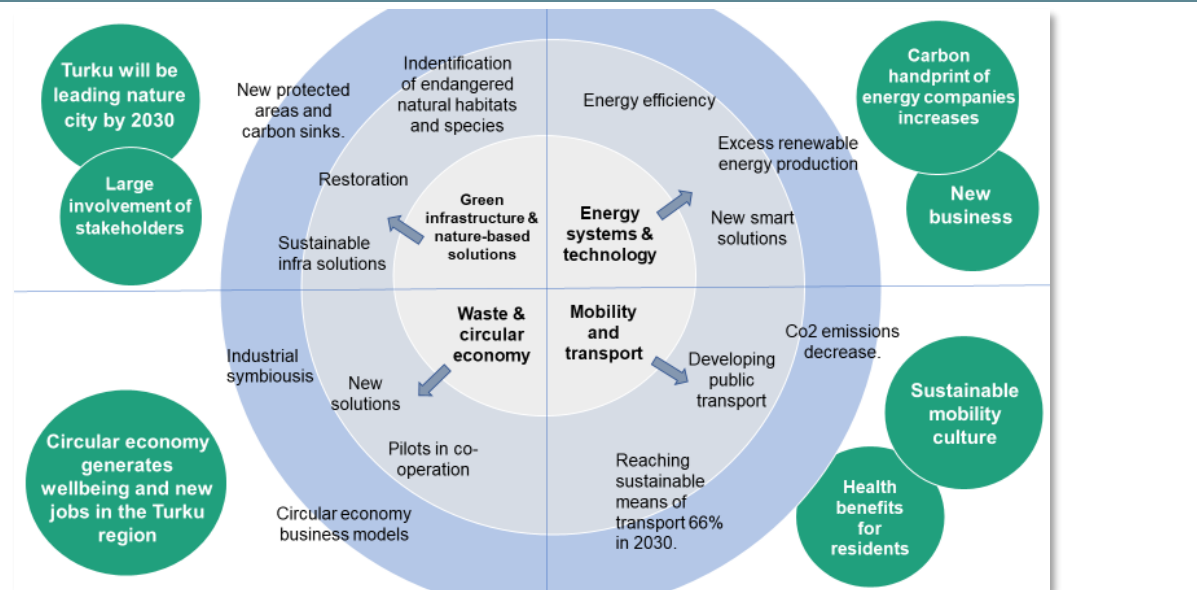 Turku will be
leading nature
city by 2030
Large
involvement of
stakeholders
New protected
areas and
carbon sinks.
Indentification
of endangered
natural habitats
and species
Restoration
Sustainable
infra solutions
Green
infrastructure &
nature-based
solutions
Energy efficiency
Excess renewable
energy production
New smart
solutions
Energy
systems &
technology
Carbon
handprint of
energy companies
increases
New
business
Waste &
circular
economy
Industrial
symbiousis
New
solutions
Pilots in co-
operation
Circular economy
business models
Circular economy
generates
wellbeing and new
jobs in the Turku
region
Mobility
and
transport
Developing
public
transport
Co2 emissions
decrease.
Reaching
sustainable
means of
transport 66%
in 2030.
Sustainable
mobility
culture
Health
benefits
for
residents